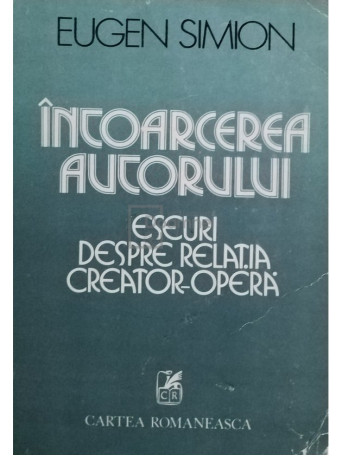 EUGEN SIMION
ÎNTOARCEREA
AUTORULUI
ESEURI
DESPRE RELAȚIA
CREATOR-OPERĂ
CR
CARTEA ROMANEASCA